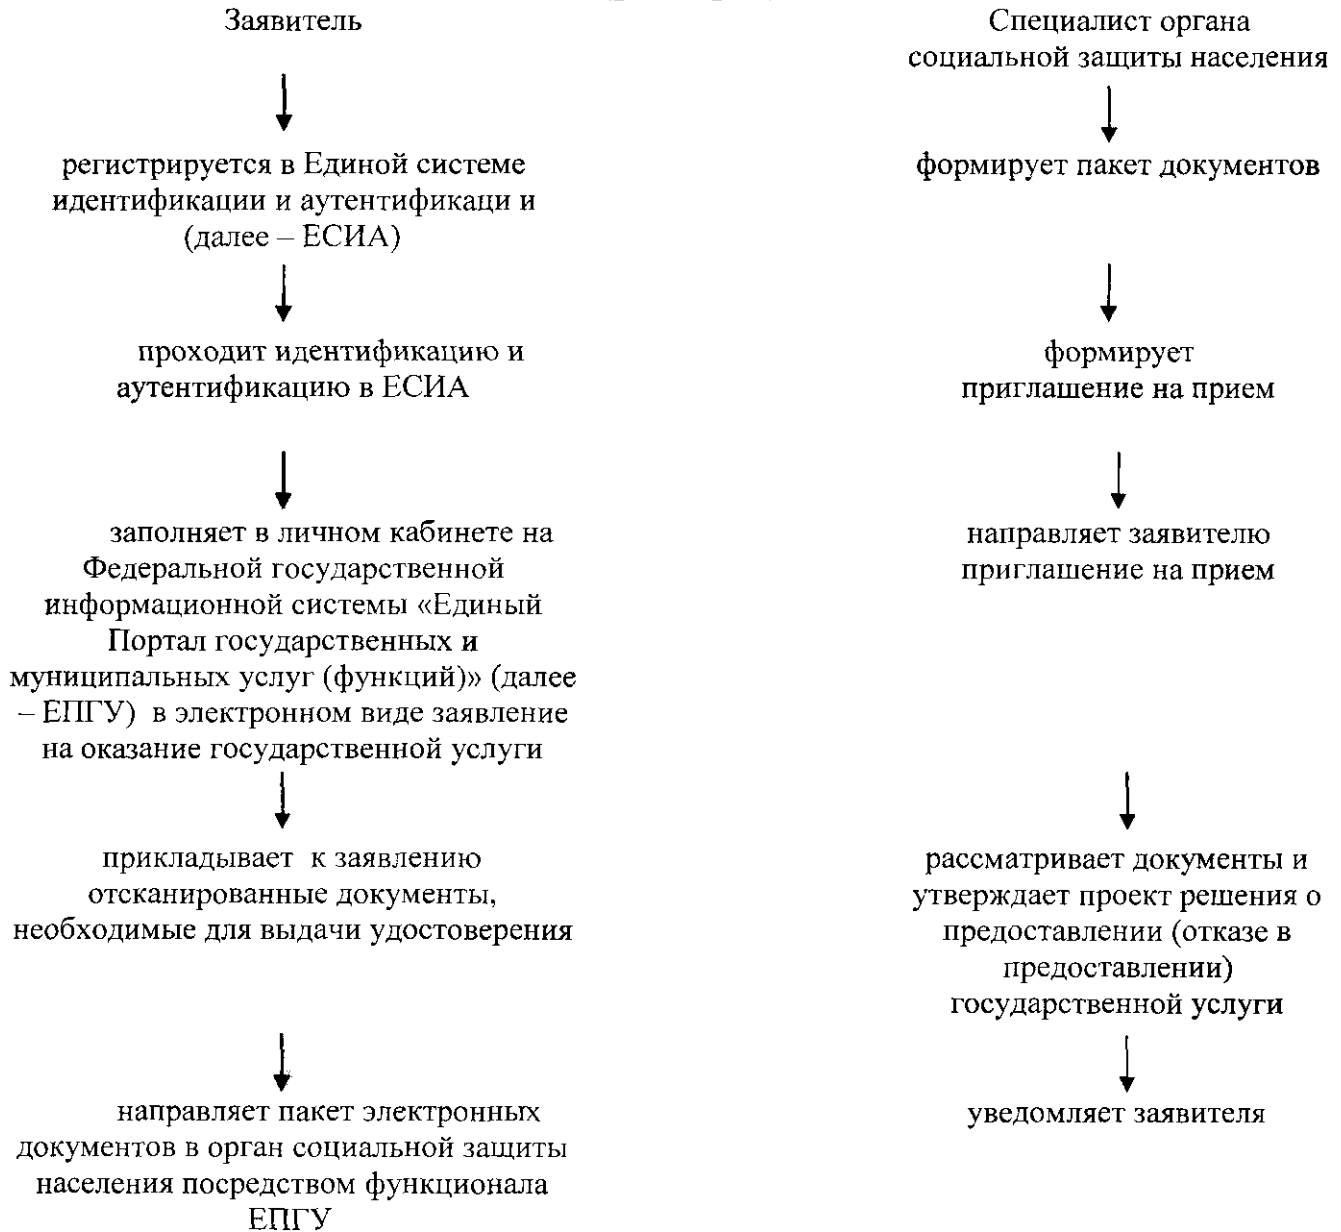 Заявитель
регистрируется в Единой системе
идентификации и аутентификаци и
(далее – ЕСИА)
проходит идентификацию и
аутентификацию в ЕСИА
заполняет в личном кабинете на
Федеральной государственной
информационной системы «Единый
Портал государственных и
муниципальных услуг (функций)» (далее
– ЕПГУ) в электронном виде заявление
на оказание государственной услуги
прикладывает к заявлению
отсканированные документы,
необходимые для выдачи удостоверения
направляет пакет электронных
документов в орган социальной защиты
населения посредством функционала
ЕПГУ
Специалист органа
социальной защиты населения
формирует пакет документов
формирует
приглашение на прием
направляет заявителю
приглашение на прием
рассматривает документы и
утверждает проект решения о
предоставлении (отказе в
предоставлении)
государственной услуги
уведомляет заявителя